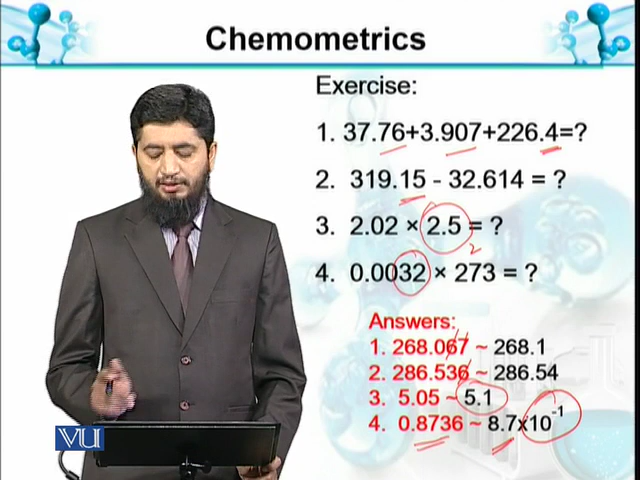 Chemometrics
Exercise:
1. 37.76+3.907+226.4=?
2. 319.15 - 32.614 = ?
3. 2.02 × 2.5 = ?
2
4. 0.0032 × 273 = ?
Answers:
1. 268.067 ~ 268.1
2. 286.536 ~ 286.54
3. 5.05 ~ 5.1
4. 0.8736 ~ 8.7x10-1
VU